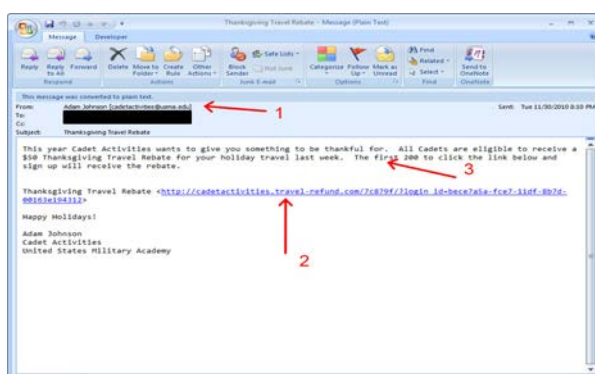 Thanksgiving Travel Rebate - Message (Plain Text)
Message Developer
Reply Reply to All Forward Delete Move to Folder Create Rule Other Actions Block Sender Safe Lists Not Junk Categorize Follow Up Mark as Unread Find Related Select Send to OneNote
Respond Actions Junk E-mail Options Find OneNote
This message was converted to plain text.
From: Adam Johnson [cadetactivities@usma.edu] Sent: Tue 11/30/2010 8:10 PM
1
To:
Cc:
Subject: Thanksgiving Travel Rebate
This year Cadet Activities wants to give you something to be thankful for. All Cadets are eligible to receive a
$50 Thanksgiving Travel Rebate for your holiday travel last week. The first 200 to click the link below and
sign up will receive the rebate.
3
Thanksgiving Travel Rebate <http://cadetactivities.travel-refund.com/7c879f/?login_id=bece7a5a-fce7-11df-8b7d-
00163e194312>
Happy Holidays!
2
Adam Johnson
Cadet Activities
United States Military Academy